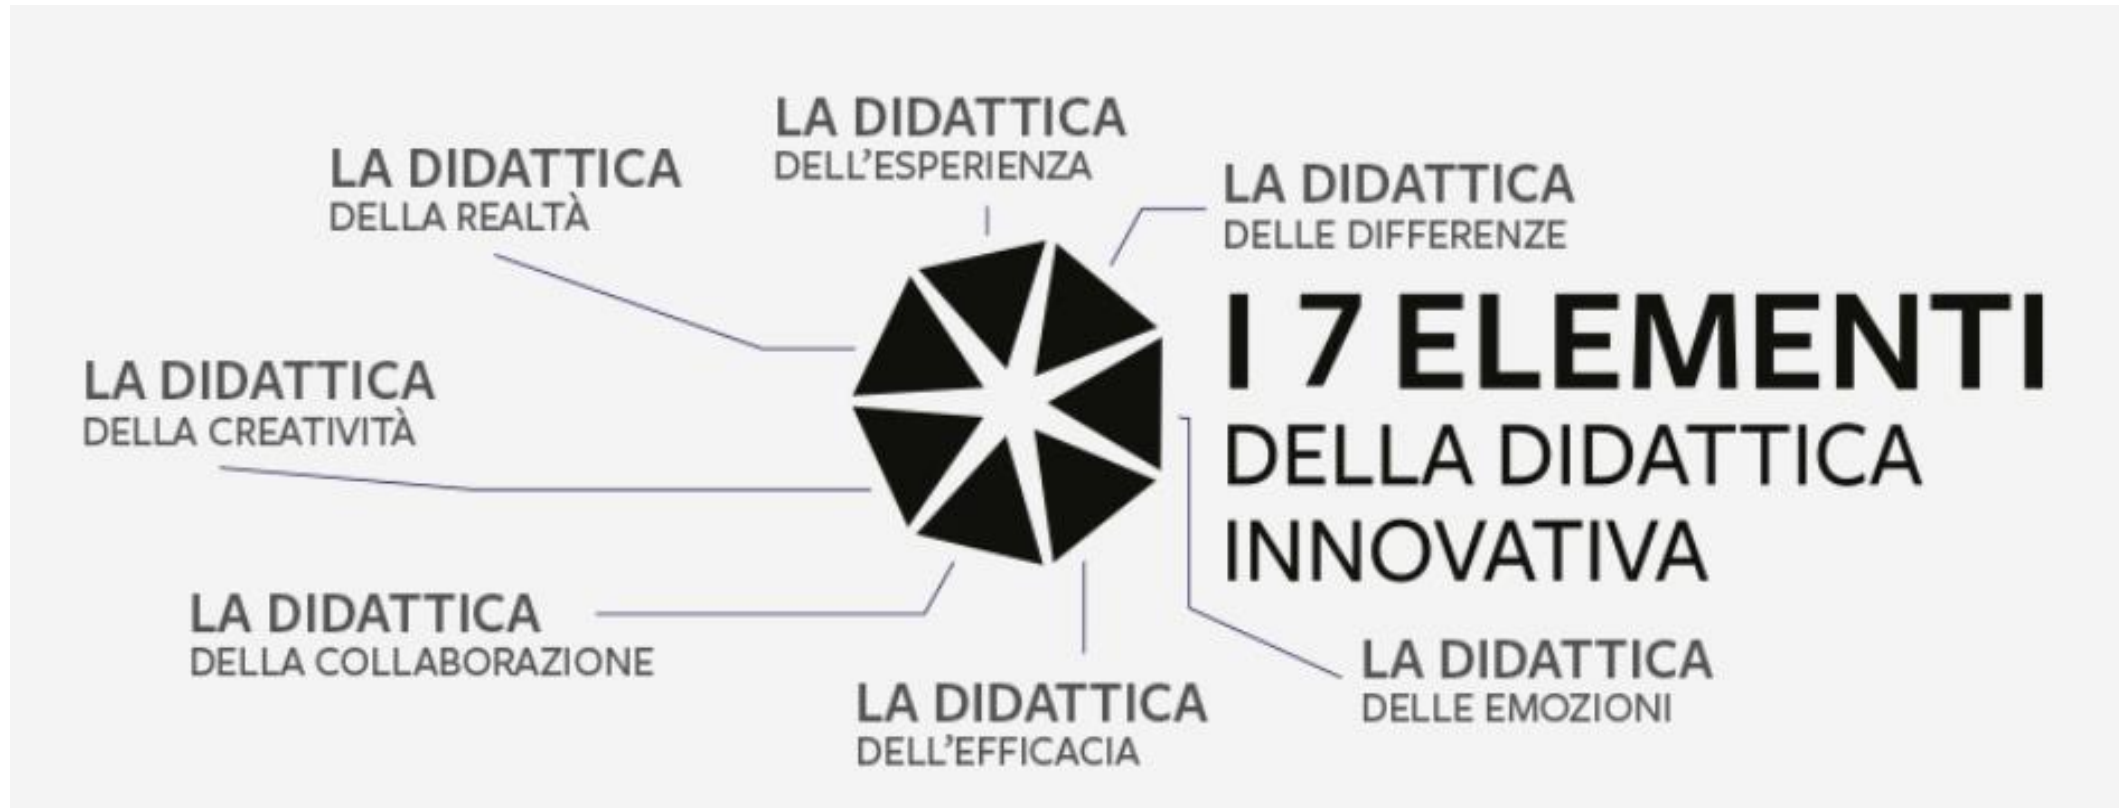 LA DIDATTICA
DELL’ESPERIENZA
LA DIDATTICA
DELLA REALTÀ
LA DIDATTICA
DELLE DIFFERENZE
I 7 ELEMENTI
DELLA DIDATTICA
INNOVATIVA
LA DIDATTICA
DELLA CREATIVITÀ
LA DIDATTICA
DELLA COLLABORAZIONE
LA DIDATTICA
DELLE EMOZIONI
LA DIDATTICA
DELL’EFFICACIA